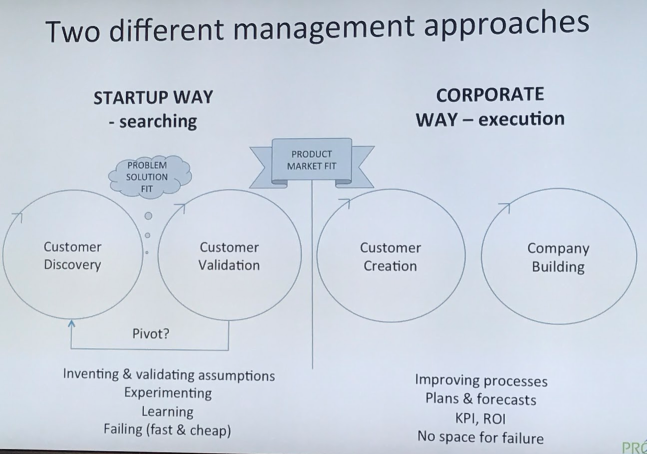 Two different management approaches
STARTUP WAY
- searching
CORPORATE
WAY – execution
PROBLEM
SOLUTION
FIT
PRODUCT
MARKET FIT
Customer
Discovery
Customer
Validation
Customer
Creation
Company
Building
Pivot?
Inventing & validating assumptions
Experimenting
Learning
Failing (fast & cheap)
Improving processes
Plans & forecasts
KPI, ROI
No space for failure